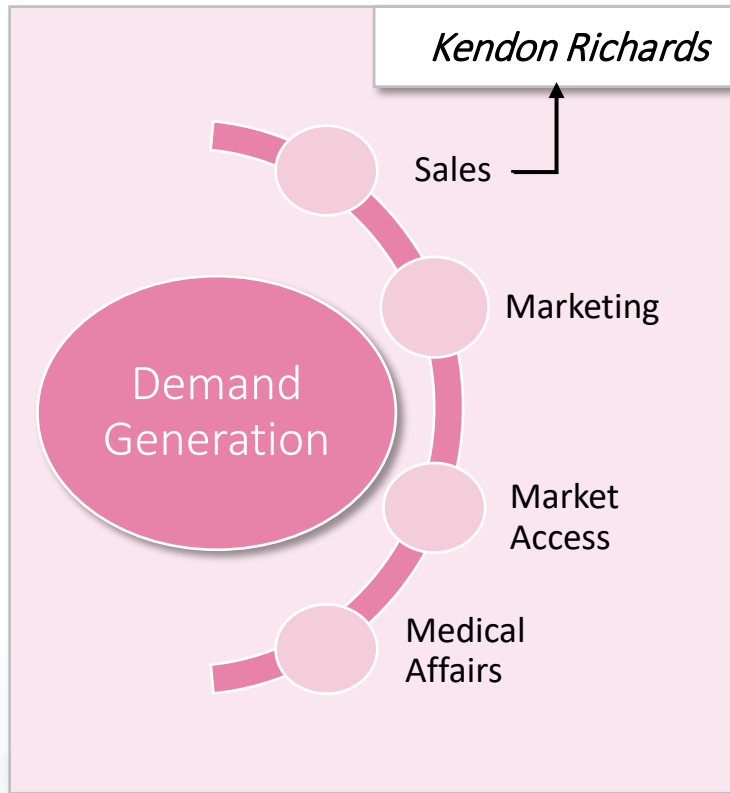 Kendon Richards
Sales
Marketing
Demand
Generation
Market
Access
Medical
Affairs